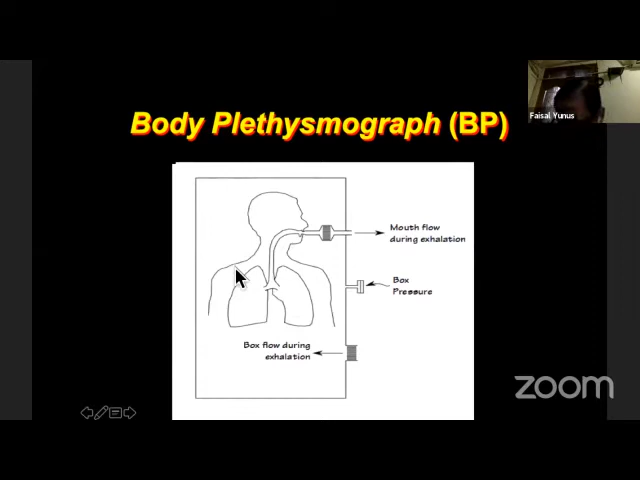 Faisal Yunus
Body Plethysmograph (BP)
Mouth flow
during exhalation
Box
Pressure
Box flow during
exhalation
zoom